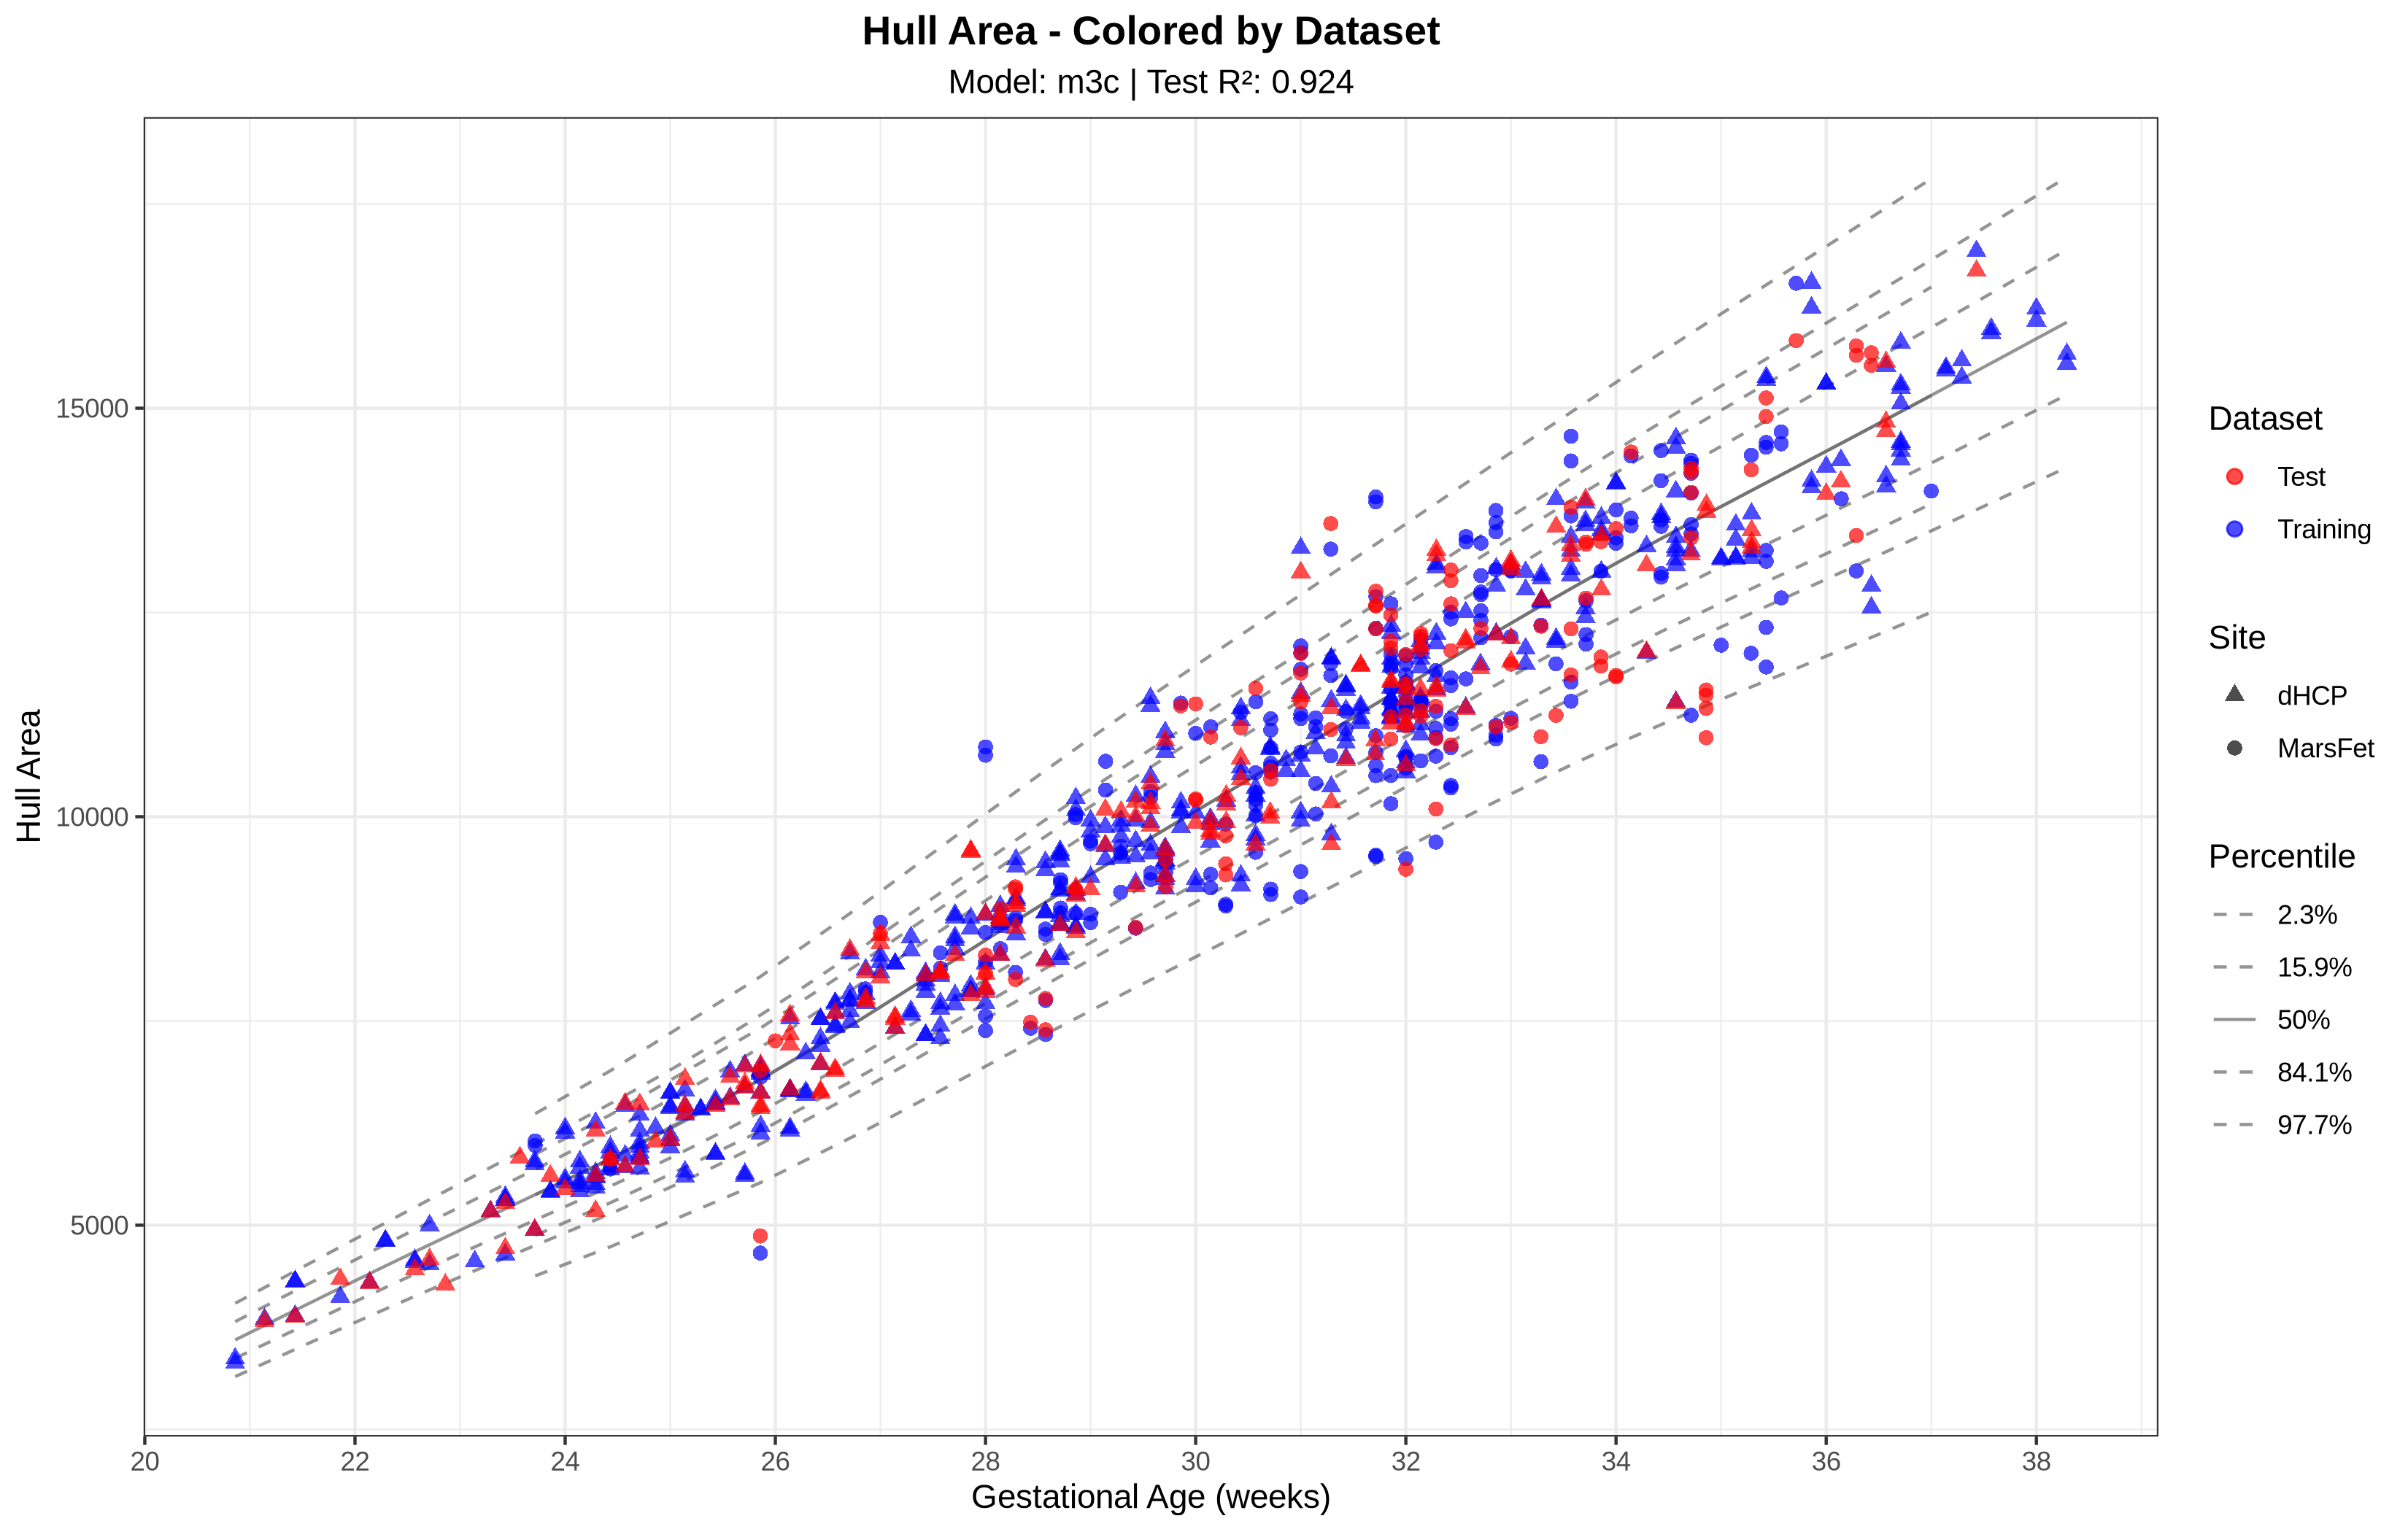 Hull Area - Colored by Dataset
Model: m3c | Test R²: 0.924
Hull Area
15000
10000
5000
20 22 24 26 28 30 32 34 36 38
Gestational Age (weeks)
Dataset
Test
Training
Site
dHCP
MarsFet
Percentile
2.3%
15.9%
50%
84.1%
97.7%